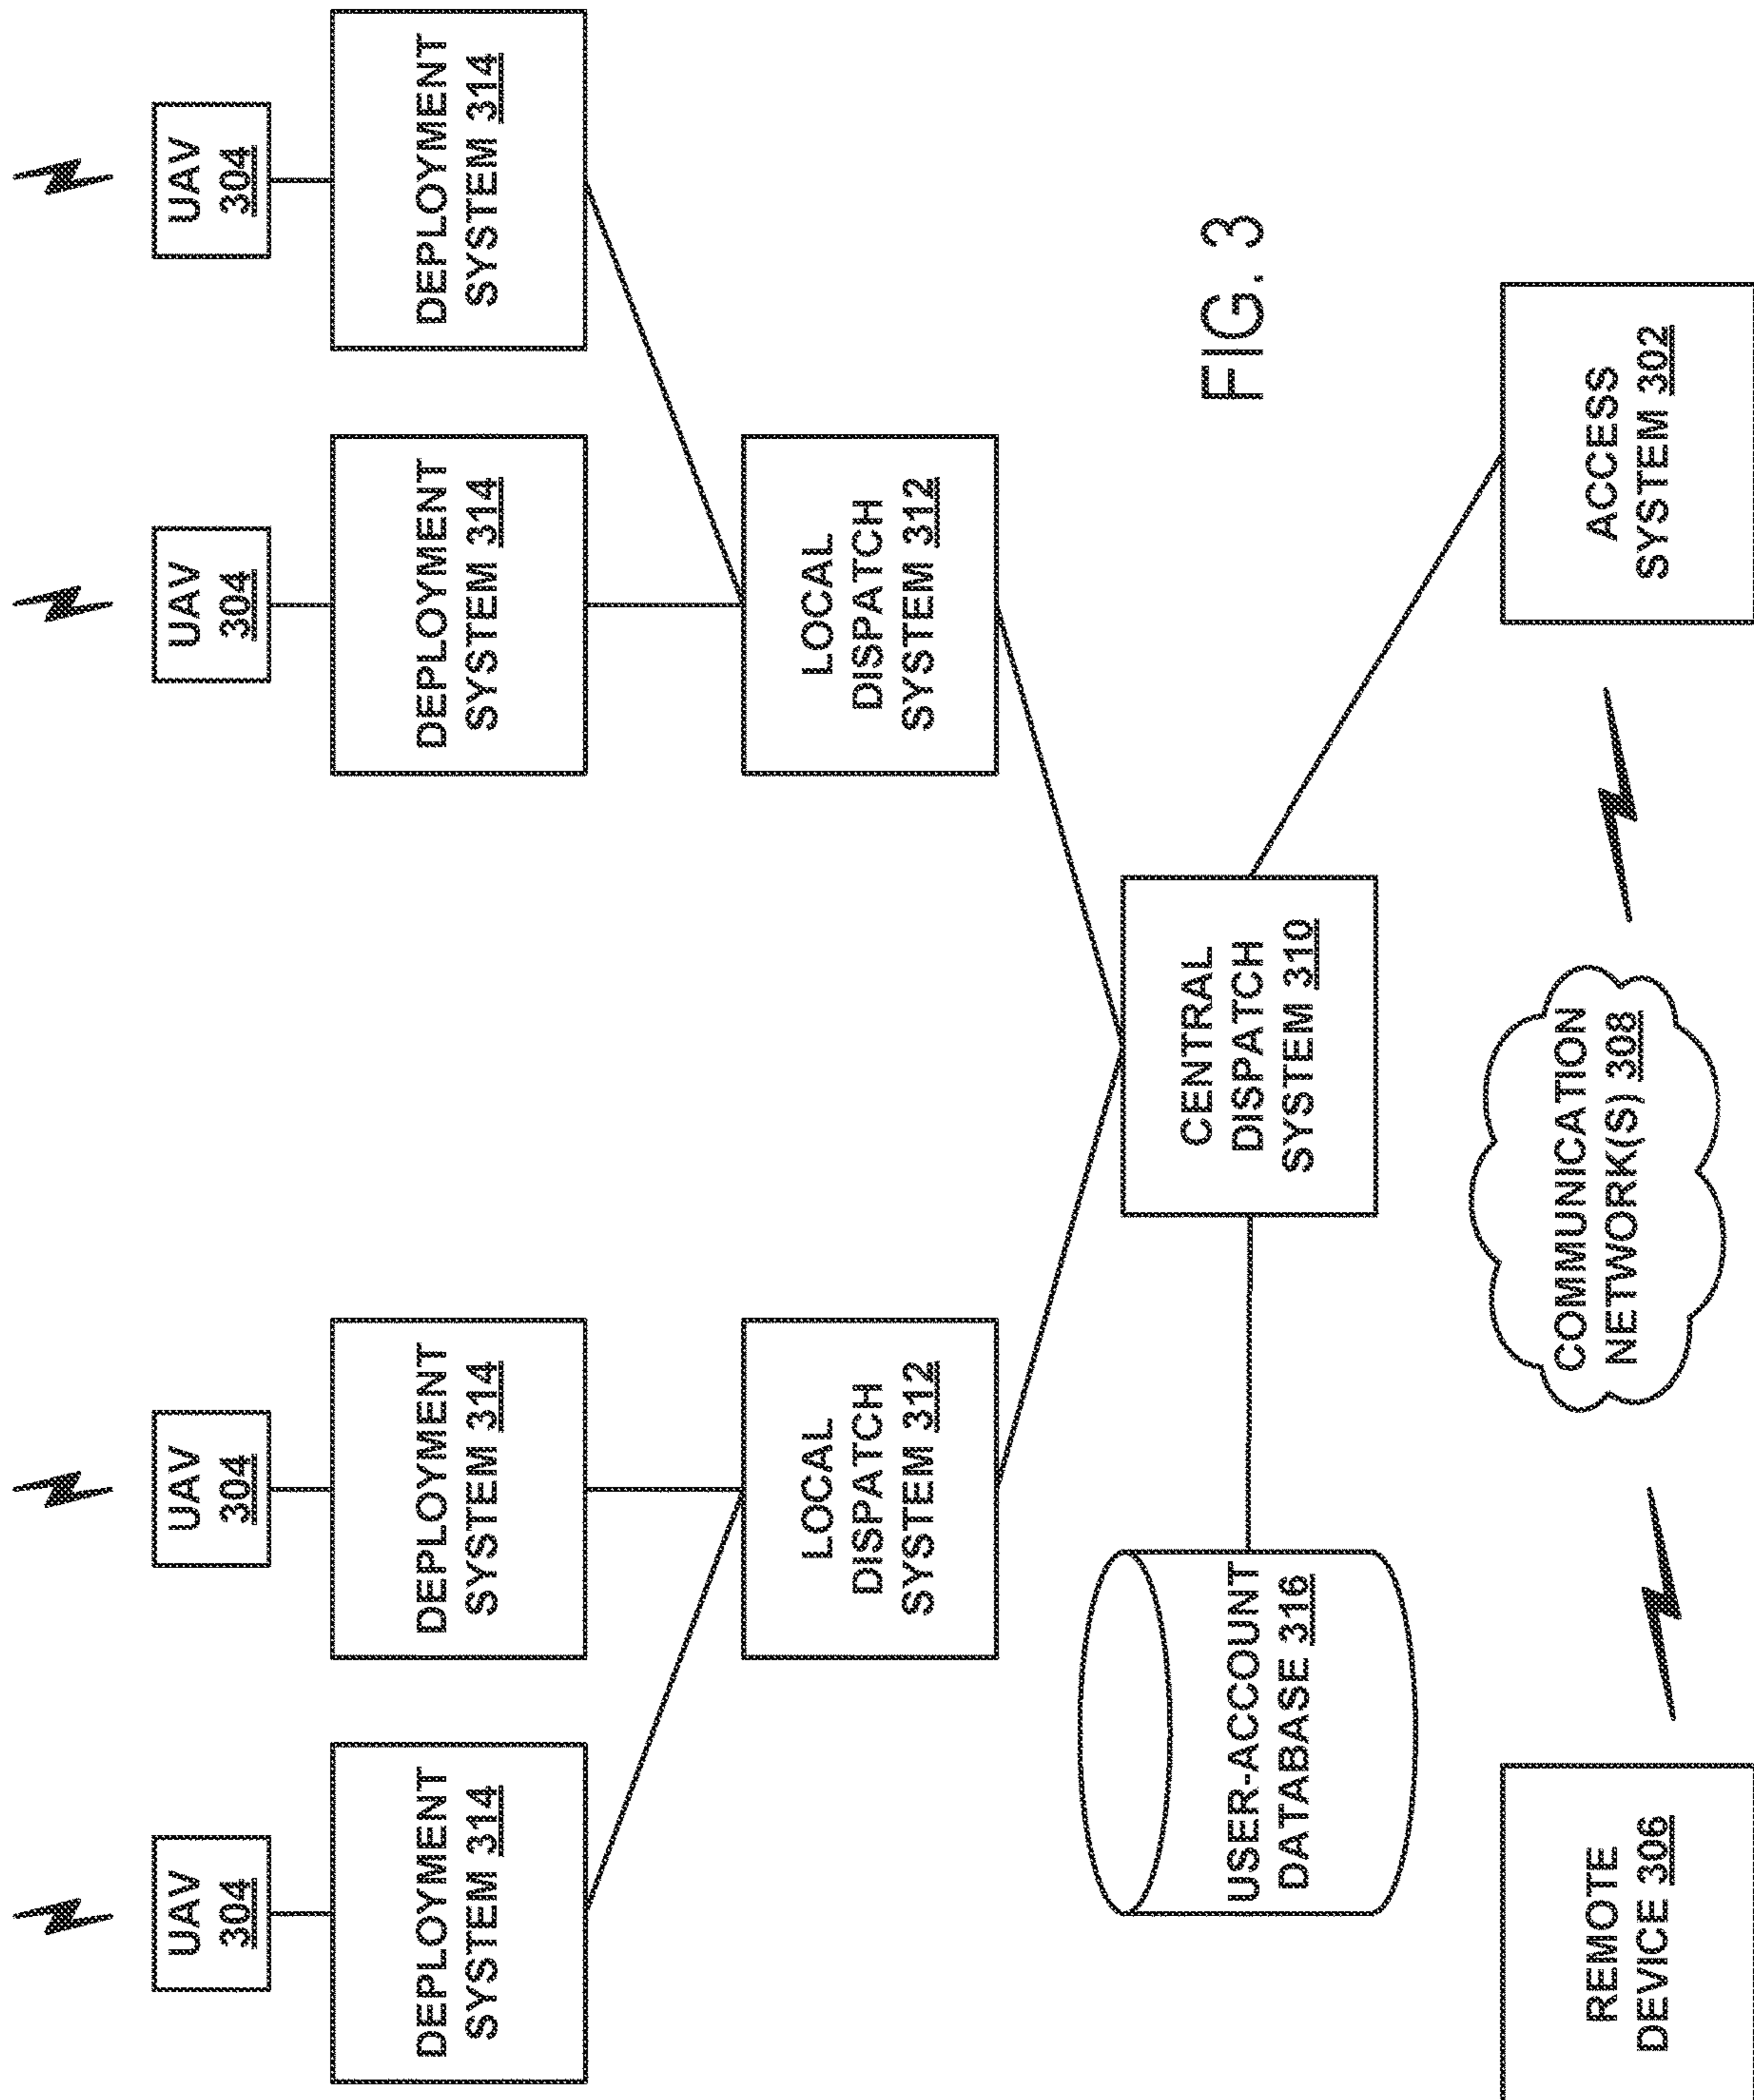 UAV
304
UAV
304
UAV
304
UAV
304
DEPLOYMENT
SYSTEM 314
DEPLOYMENT
SYSTEM 314
DEPLOYMENT
SYSTEM 314
DEPLOYMENT
SYSTEM 314
LOCAL
DISPATCH
SYSTEM 312
LOCAL
DISPATCH
SYSTEM 312
USER-ACCOUNT
DATABASE 316
CENTRAL
DISPATCH
SYSTEM 310
FIG. 3
REMOTE
DEVICE 306
COMMUNICATION
NETWORK(S) 308
ACCESS
SYSTEM 302